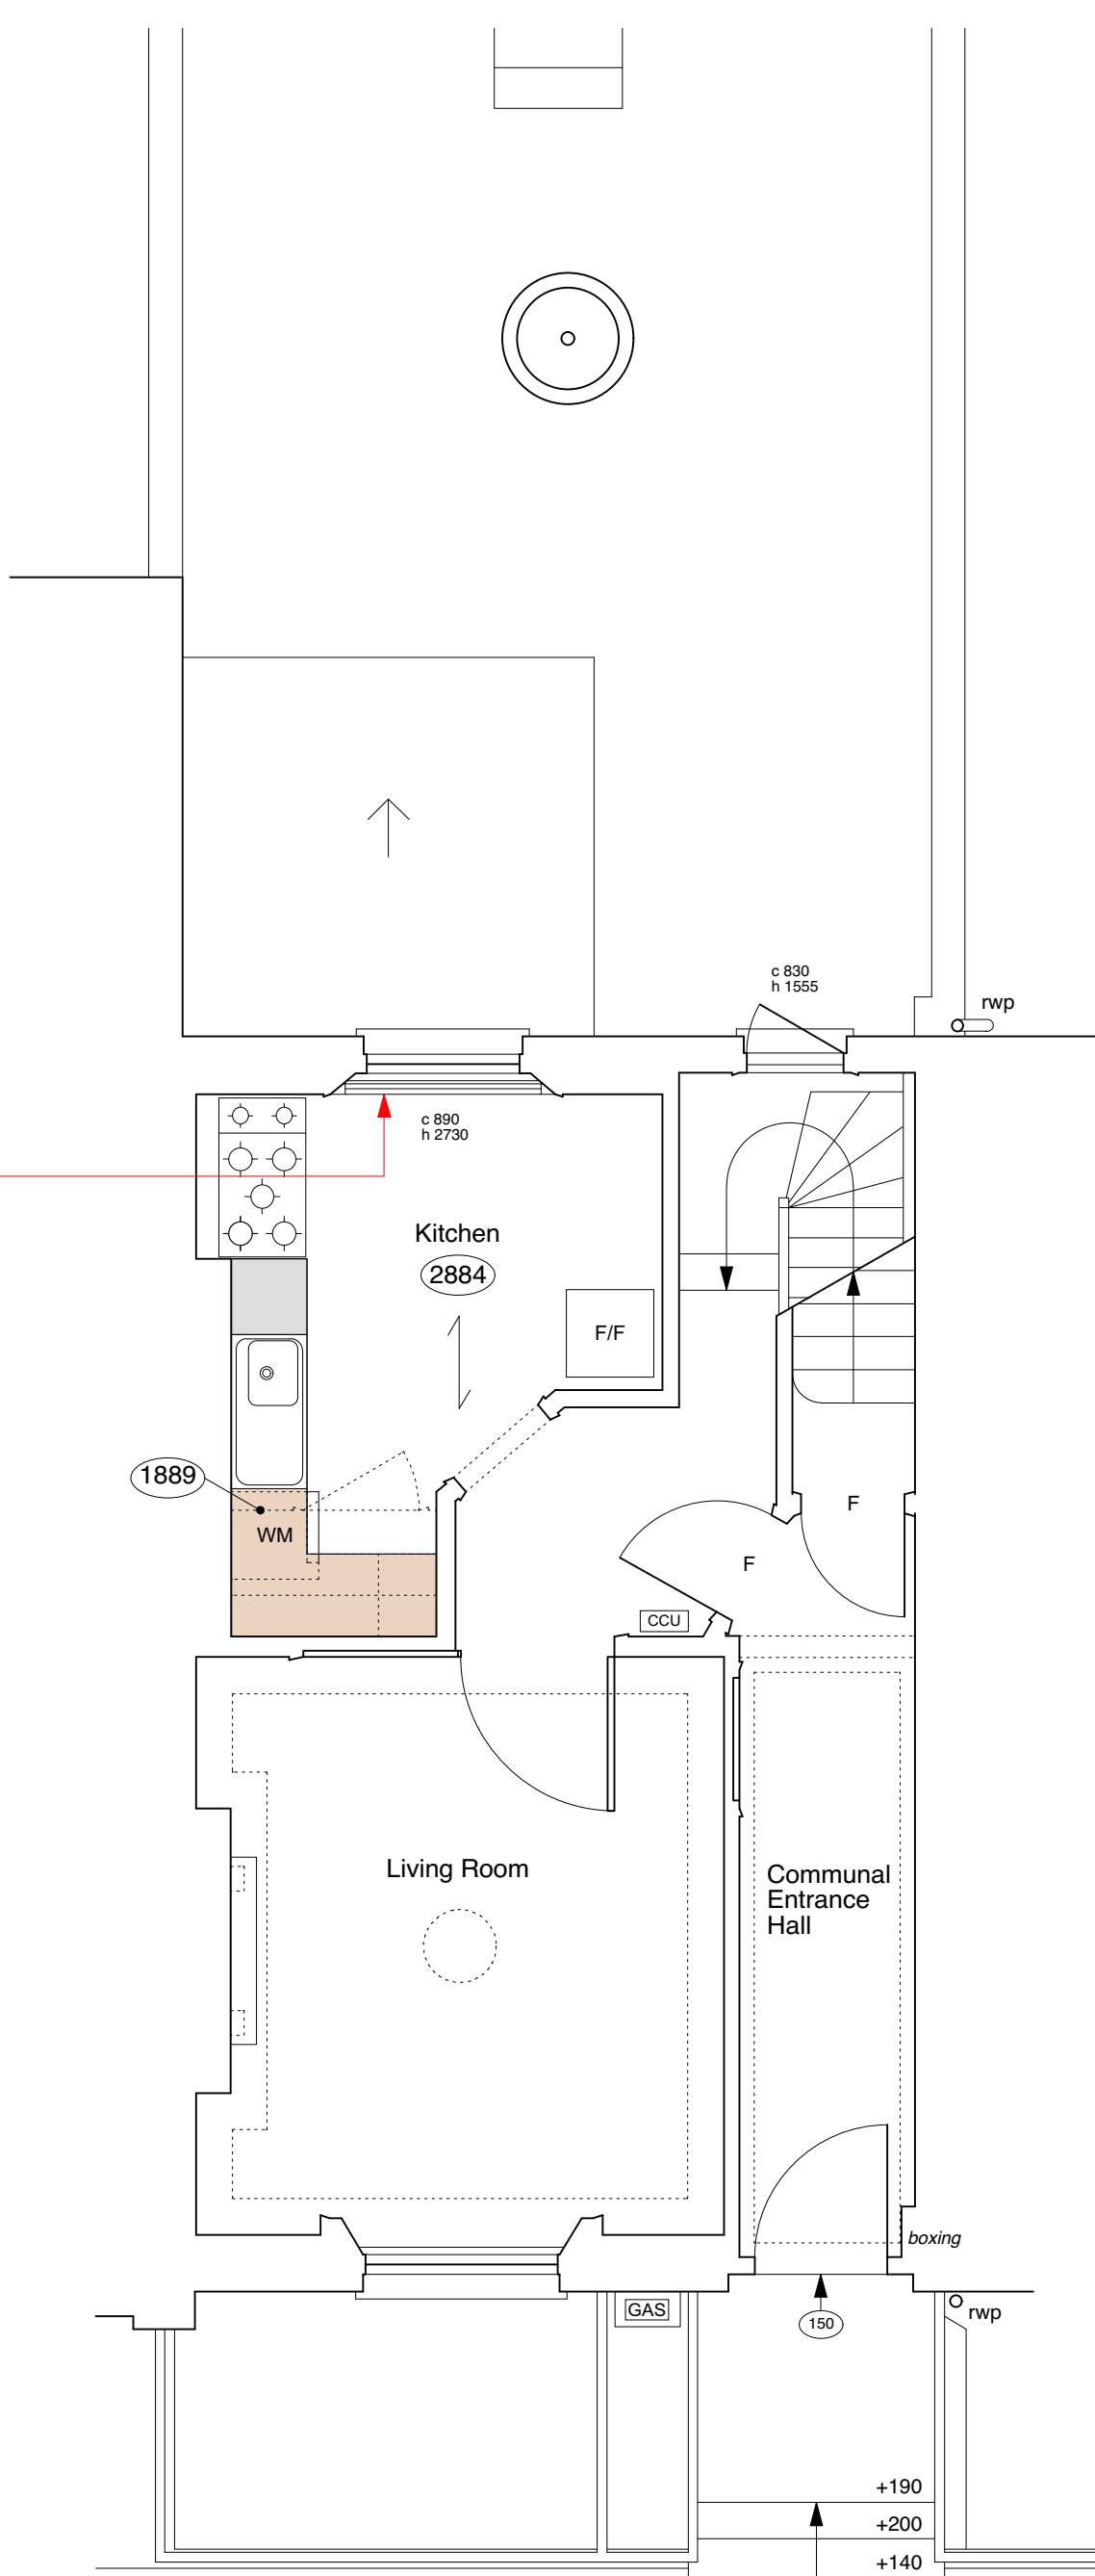 c 830
h 1555
rwp
c 890
h 2730
Kitchen
2884
F/F
1889
WM
F
F
CCU
Living Room
Communal
Entrance
Hall
boxing
GAS
rwp
150
+190
+200
+140